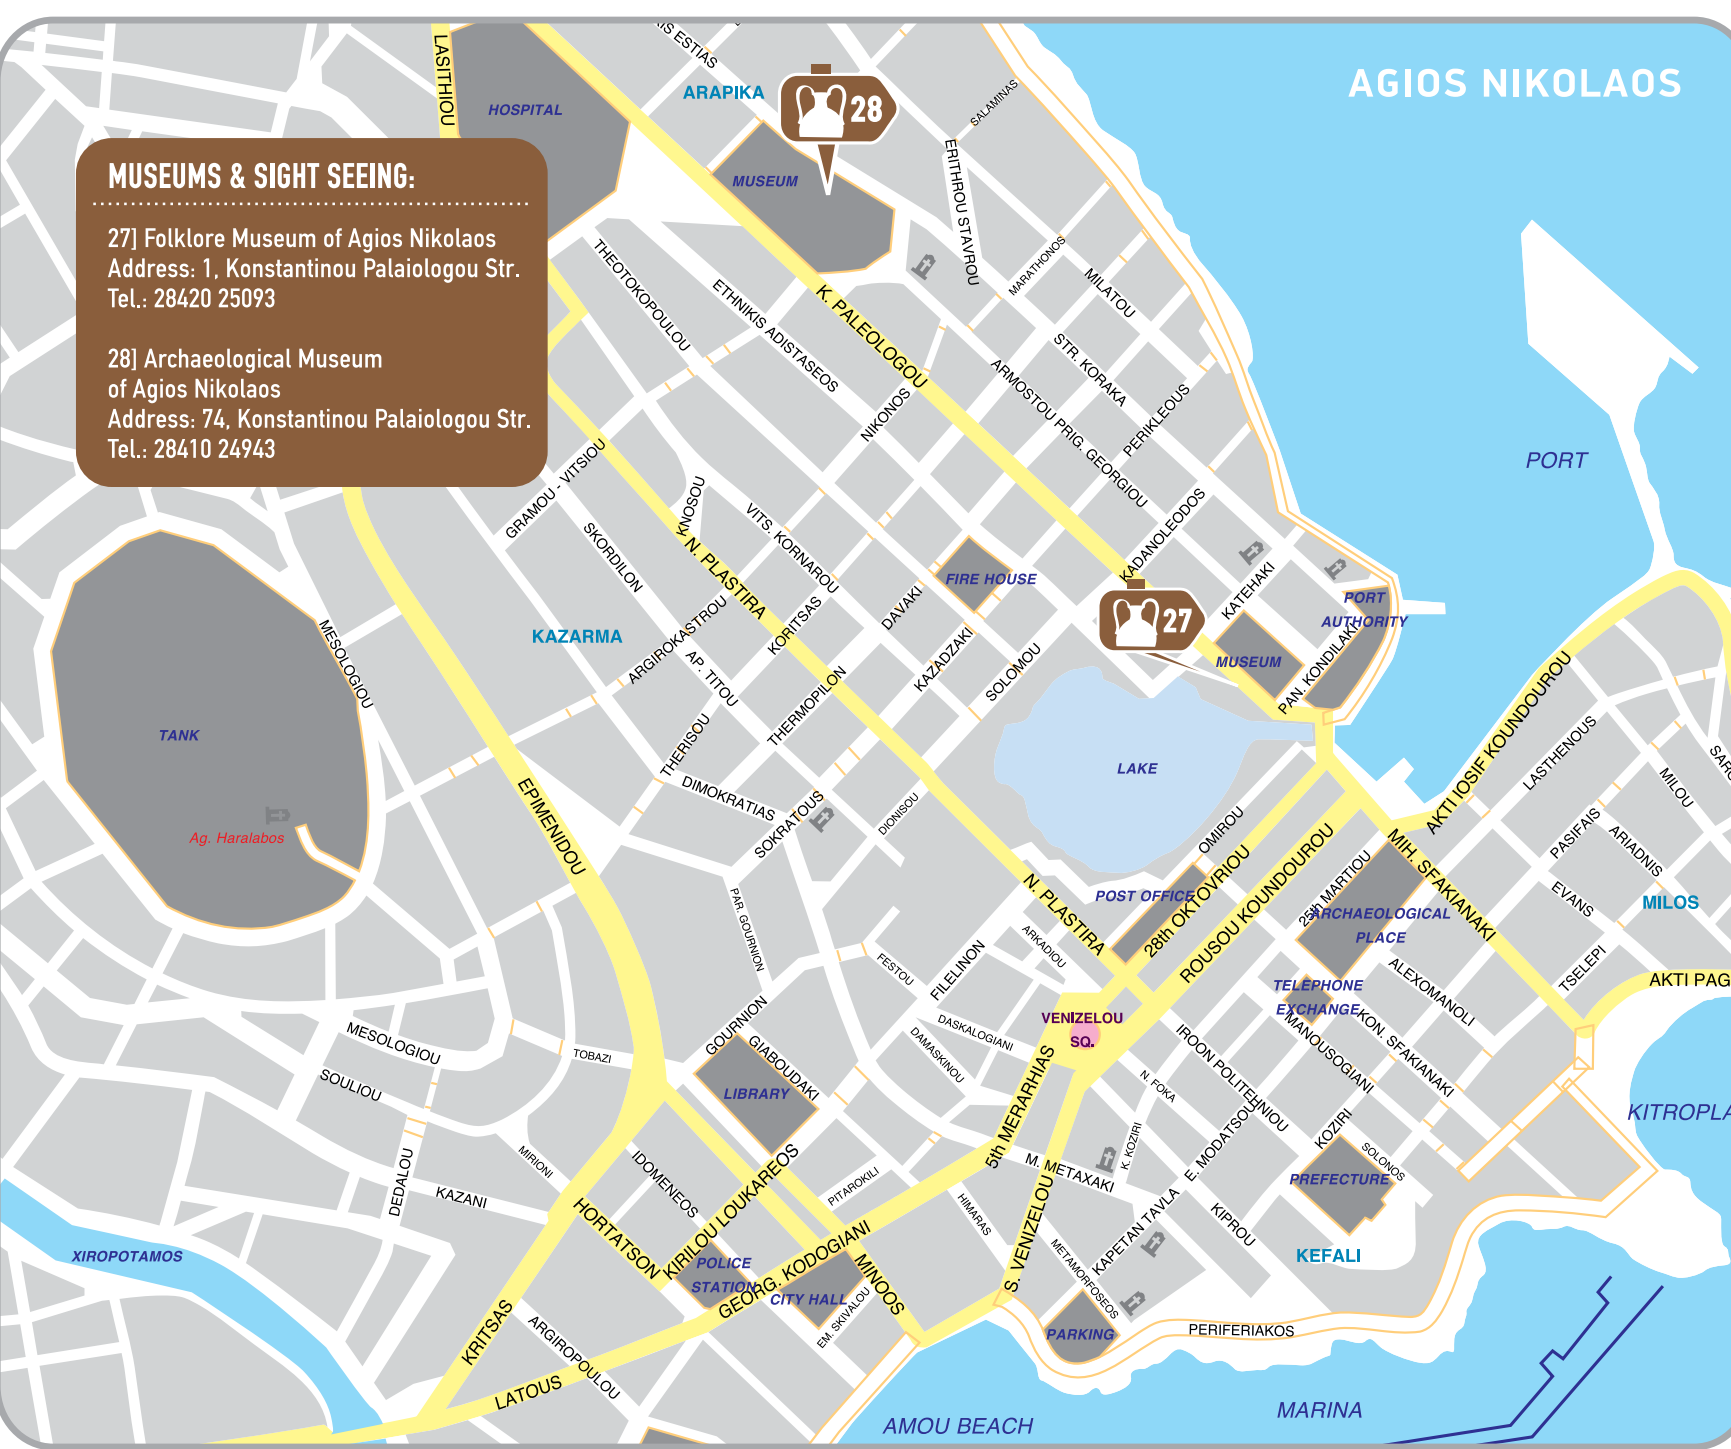 AGIOS NIKOLAOS
LASITHIOU
HOSPITAL
IS ESTIAS
ARAPIKA
28
SALAMINAS
MUSEUM
ERITHROU STAVROU
MUSEUMS & SIGHT SEEING:
27] Folklore Museum of Agios Nikolaos
Address: 1, Konstantinou Palaiologou Str.
Tel.: 28420 25093
28] Archaeological Museum
of Agios Nikolaos
Address: 74, Konstantinou Palaiologou Str.
Tel.: 28410 24943
THEOTOKOPOULOU
ETHNIKIS ADISTASEOS
K. PALEOLOGOU
MARATHONOS
MILATOU
STR. KORAKA
ARMOSTOU PRIG. GEORGIOU
PERIKLEOUS
NIKONOS
PORT
GRAMOU - VITSIOU
KNOSOU
VITS. KORNAROU
SKORDILON
N. PLASTIRA
KADANOLEODOS
FIRE HOUSE
KATEHAKI
PORT
AUTHORITY
27
DAVAKI
KORITSAS
ARGIROKASTROU
KAZARMA
MESOLOGIOU
AP. TITOU
KAZADZAKI
SOLOMOU
MUSEUM
PAN. KONDILAKI
THERMOPILON
THERISOU
TANK
LAKE
AKTI IOSIF KOUNDOUROU
LASTHENOUS
MILOU
SARO
DIMOKRATIAS
SOKRATOUS
DIONISOU
EPIMENIDOU
Ag. Haralabos
OMIROU
PASIFAIS
ARIADNIS
MIH. SFAKIANAKI
25th MARTIOU
POST OFFICE
28th OKTOVRIOU
ROUSOU KOUNDOUROU
N. PLASTIRA
EVANS
MILOS
ARCHAEOLOGICAL
PLACE
PAR. GOURNION
ARKADIOU
FESTOU
FILELINON
ALEXOMANOLI
TSELEPI
AKTI PAG
TELEPHONE
EXCHANGE
VENIZELOU
SQ.
DASKALOGIANI
DAMASKINOU
GOURNION
GIABOUDAKI
MESOLOGIOU
TOBAZI
SOULIOU
LIBRARY
IROON POLITEHNIOU
MANOUSOGIANI
KON. SFAKIANAKI
N. FOKA
5th MERARHIAS
KITROPLA
KOZIRI
K. KOZIRI
SOLONOS
E. MODATSOU
M. METAXAKI
PREFECTURE
MIRIONI
IDOMENEOS
KIRILOU LOUKAREOS
PITAROKILI
DEDALOU
KAZANI
HIMARAS
S. VENIZELOU
KAPETAN TAVLA
KIPROU
KEFALI
XIROPOTAMOS
HORTATSON
METAMORFOSEOS
POLICE
STATION
GEORG. KODOGIANI
MINOOS
CITY HALL
EM. SKIVALOU
PARKING
PERIFERIAKOS
KRITSAS
ARGIROPOULOU
LATOUS
AMOU BEACH
MARINA